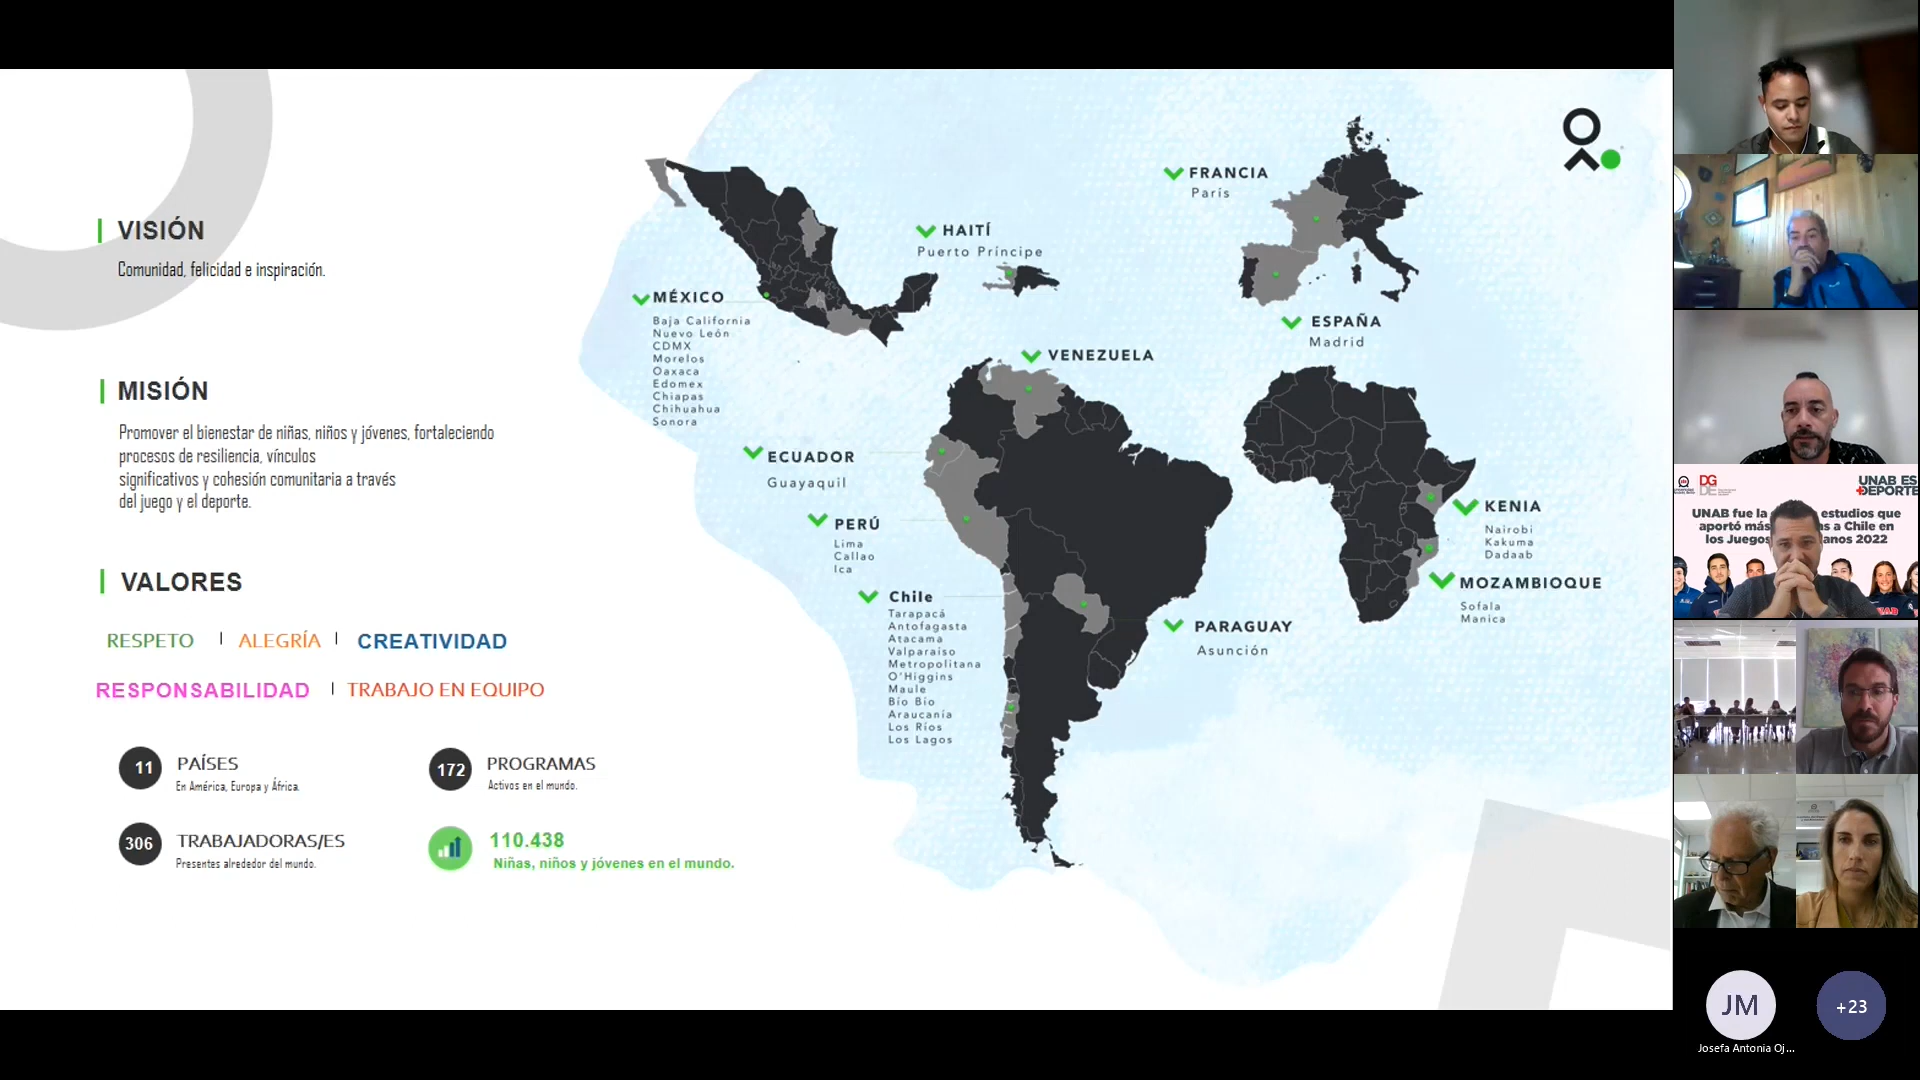 VISIÓN
Comunidad, felicidad e inspiración.
MISIÓN
Promover el bienestar de niñas, niños y jóvenes, fortaleciendo
procesos de resiliencia, vínculos
significativos y cohesión comunitaria a través
del juego y el deporte.
VALORES
RESPETO | ALEGRÍA | CREATIVIDAD
RESPONSABILIDAD | TRABAJO EN EQUIPO
11 PAÍSES
En América, Europa y África.
172 PROGRAMAS
Activos en el mundo.
306 TRABAJADORAS/ES
Presentes alrededor del mundo.
110.438
Niñas, niños y jóvenes en el mundo.
MÉXICO
Baja California
Nuevo León
CDMX
Morelos
Oaxaca
Edomex
Chiapas
Chihuahua
Sonora
HAITÍ
Puerto Príncipe
FRANCIA
París
ESPAÑA
Madrid
VENEZUELA
ECUADOR
Guayaquil
PERÚ
Lima
Callao
Ica
Chile
Tarapacá
Antofagasta
Atacama
Valparaíso
Metropolitana
O'Higgins
Maule
Bío Bío
Araucanía
Los Ríos
Los Lagos
PARAGUAY
Asunción
KENIA
Nairobi
Kakuma
Dadaab
MOZAMBIOQUE
Sofala
Manica
DG
DE
UNAB ES
+DEPORTE
UNAB fue la estudios que
aportó más a Chile en
los Juegos 2022
JM
+23
Josefa Antonia Oj...